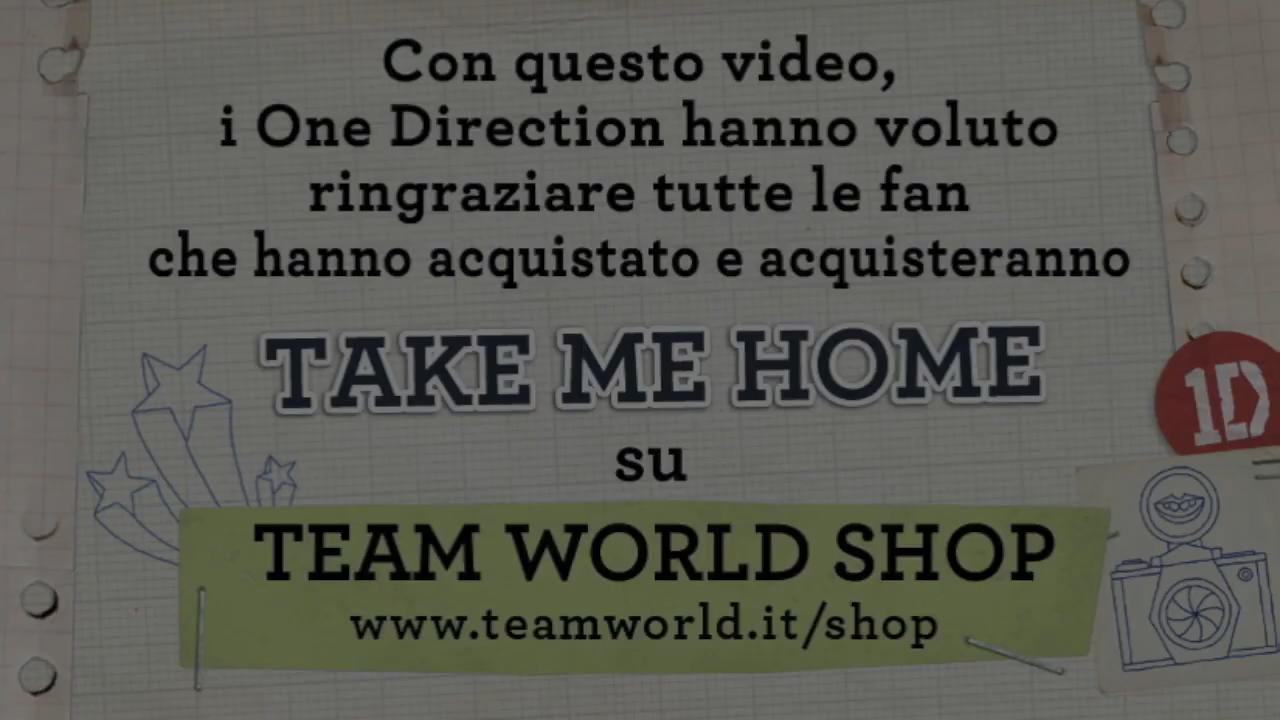 Con questo video,
i One Direction hanno voluto
ringraziare tutte le fan
che hanno acquistato e acquisteranno
TAKE ME HOME
su
1D
TEAM WORLD SHOP
www.teamworld.it/shop